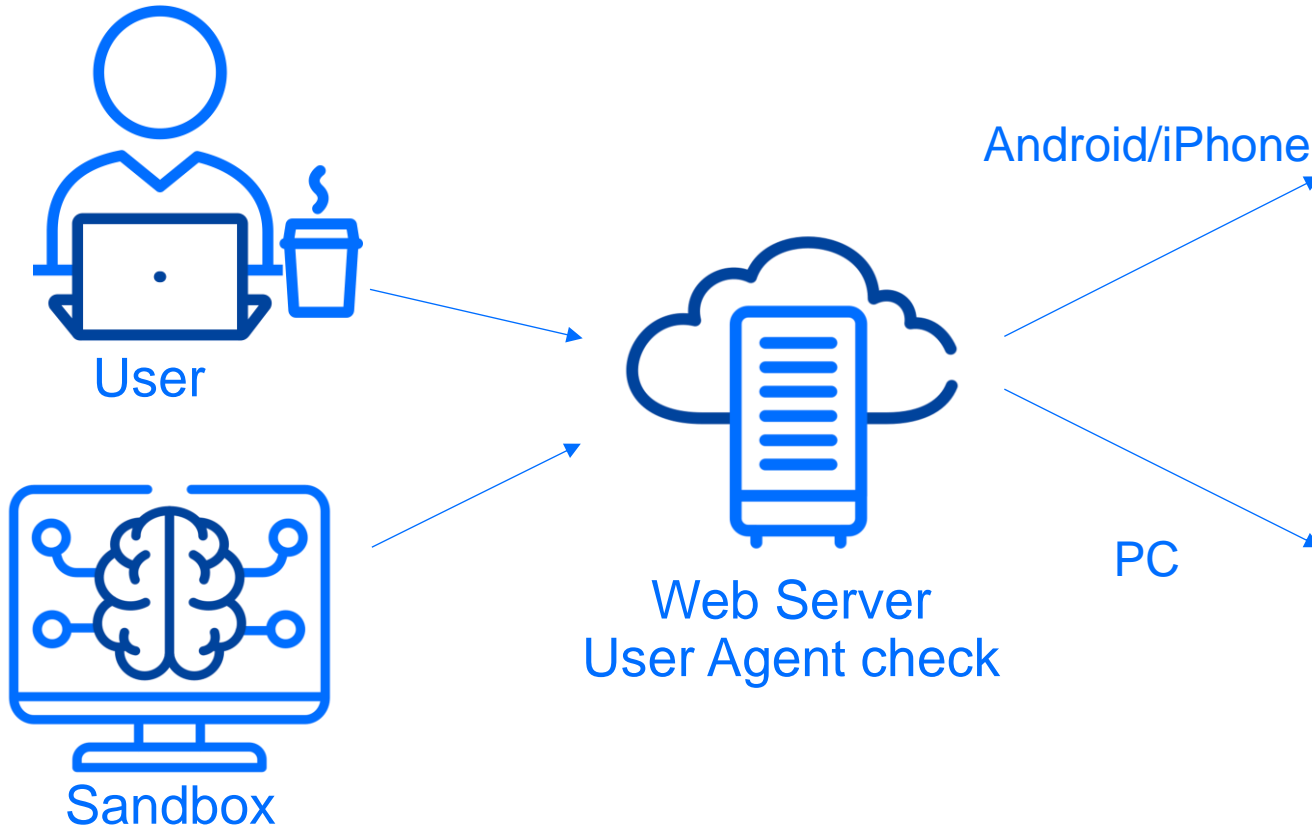 User
Sandbox
Web Server
User Agent check
Android/iPhone
PC